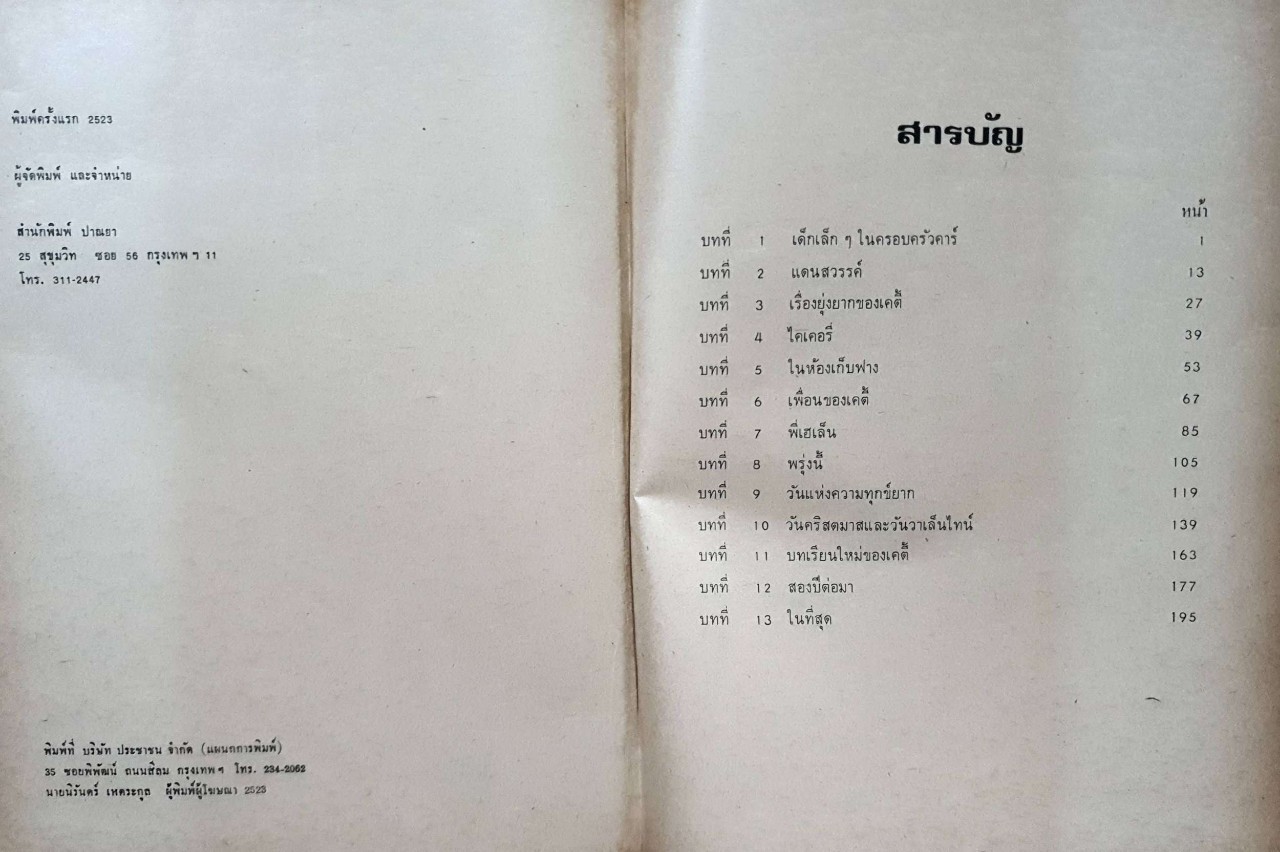 พิมพ์ครั้งแรก 2523
ผู้จัดพิมพ์ และจำหน่าย
สำนักพิมพ์ ปาณยา
25 สุขุมวิท ซอย 56 กรุงเทพ ฯ 11
โทร. 311-2447
พิมพ์ที่ บริษัท ประชาชน จำกัด (แผนกการพิมพ์)
35 ซอยพิพัฒน์ ถนนสีลม กรุงเทพ ฯ โทร. 234-2062
นายนิรันดร์ เหตระกูล ผู้พิมพ์ผู้โฆษณา 2523
สารบัญ
หน้า
บทที่ 1 เด็กเล็ก ๆ ในครอบครัวคาร์ 1
บทที่ 2 แดนสวรรค์ 13
บทที่ 3 เรื่องยุ่งยากของเคตี้ 27
บทที่ 4 ไคเคอรี่ 39
บทที่ 5 ในห้องเก็บฟาง 53
บทที่ 6 เพื่อนของเคตี้ 67
บทที่ 7 พี่เฮเล็น 85
บทที่ 8 พรุ่งนี้ 105
บทที่ 9 วันแห่งความทุกข์ยาก 119
บทที่ 10 วันคริสตมาสและวันวาเล็นไทน์ 139
บทที่ 11 บทเรียนใหม่ของเคตี้ 163
บทที่ 12 สองปีต่อมา 177
บทที่ 13 ในที่สุด 195